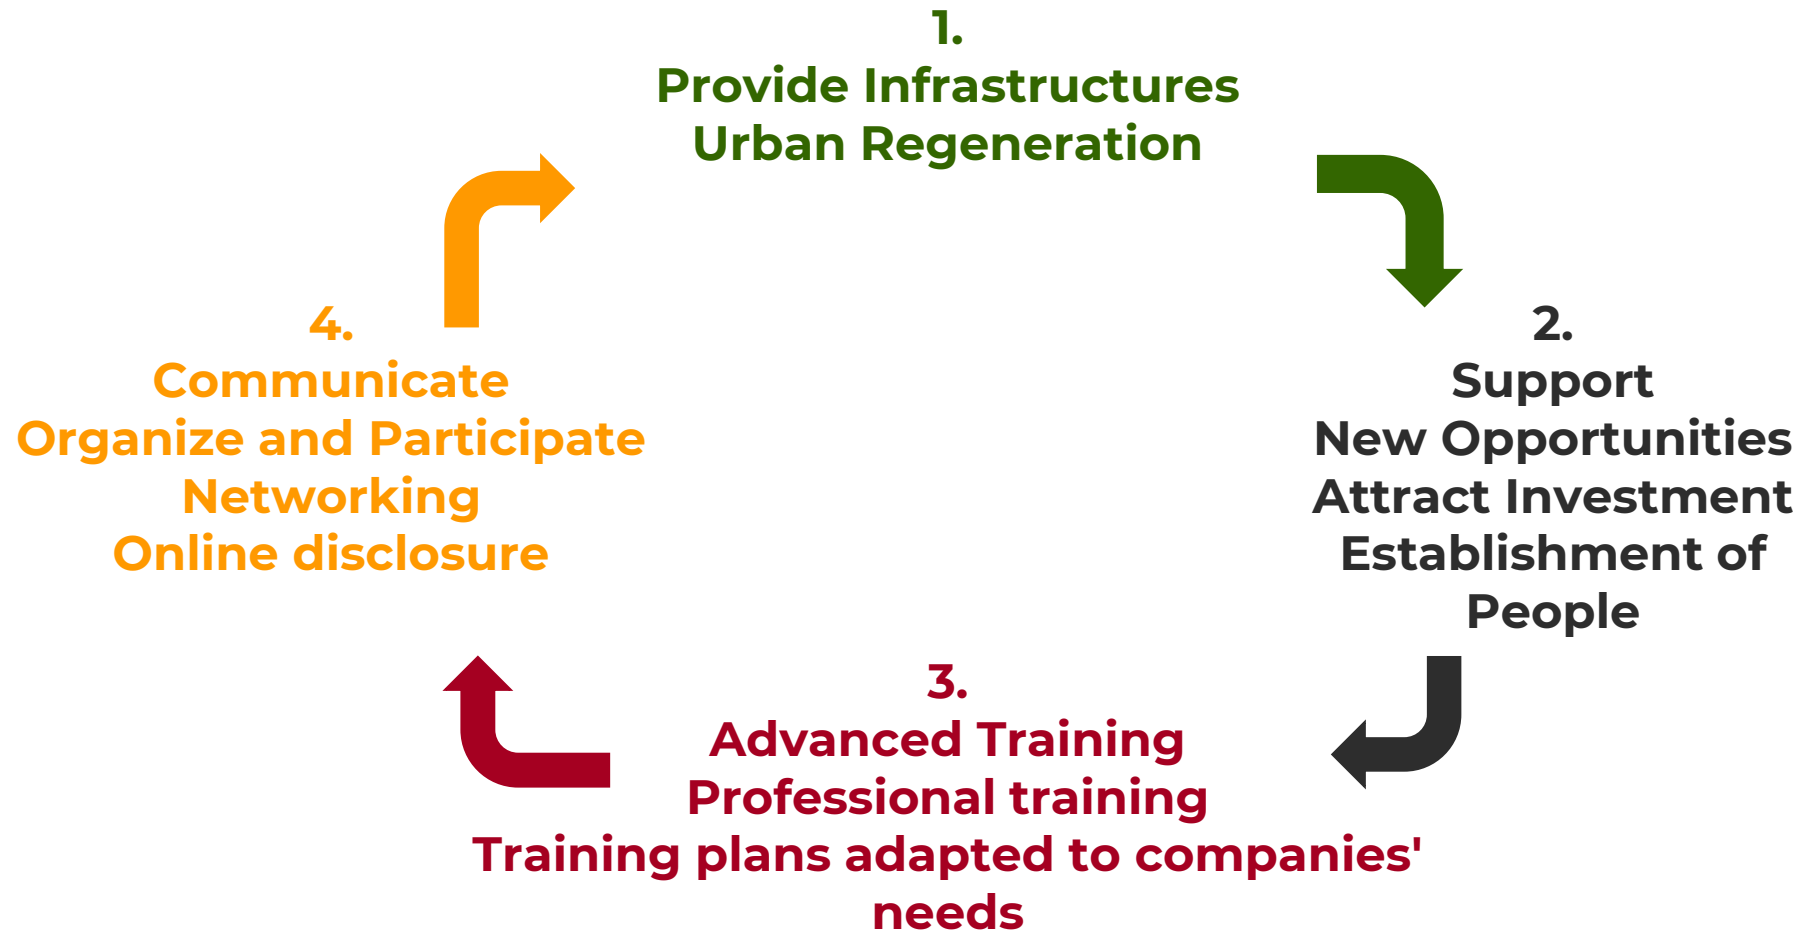 1.
Provide Infrastructures
Urban Regeneration
2.
Support
New Opportunities
Attract Investment
Establishment of
People
3.
Advanced Training
Professional training
Training plans adapted to companies'
needs
4.
Communicate
Organize and Participate
Networking
Online disclosure